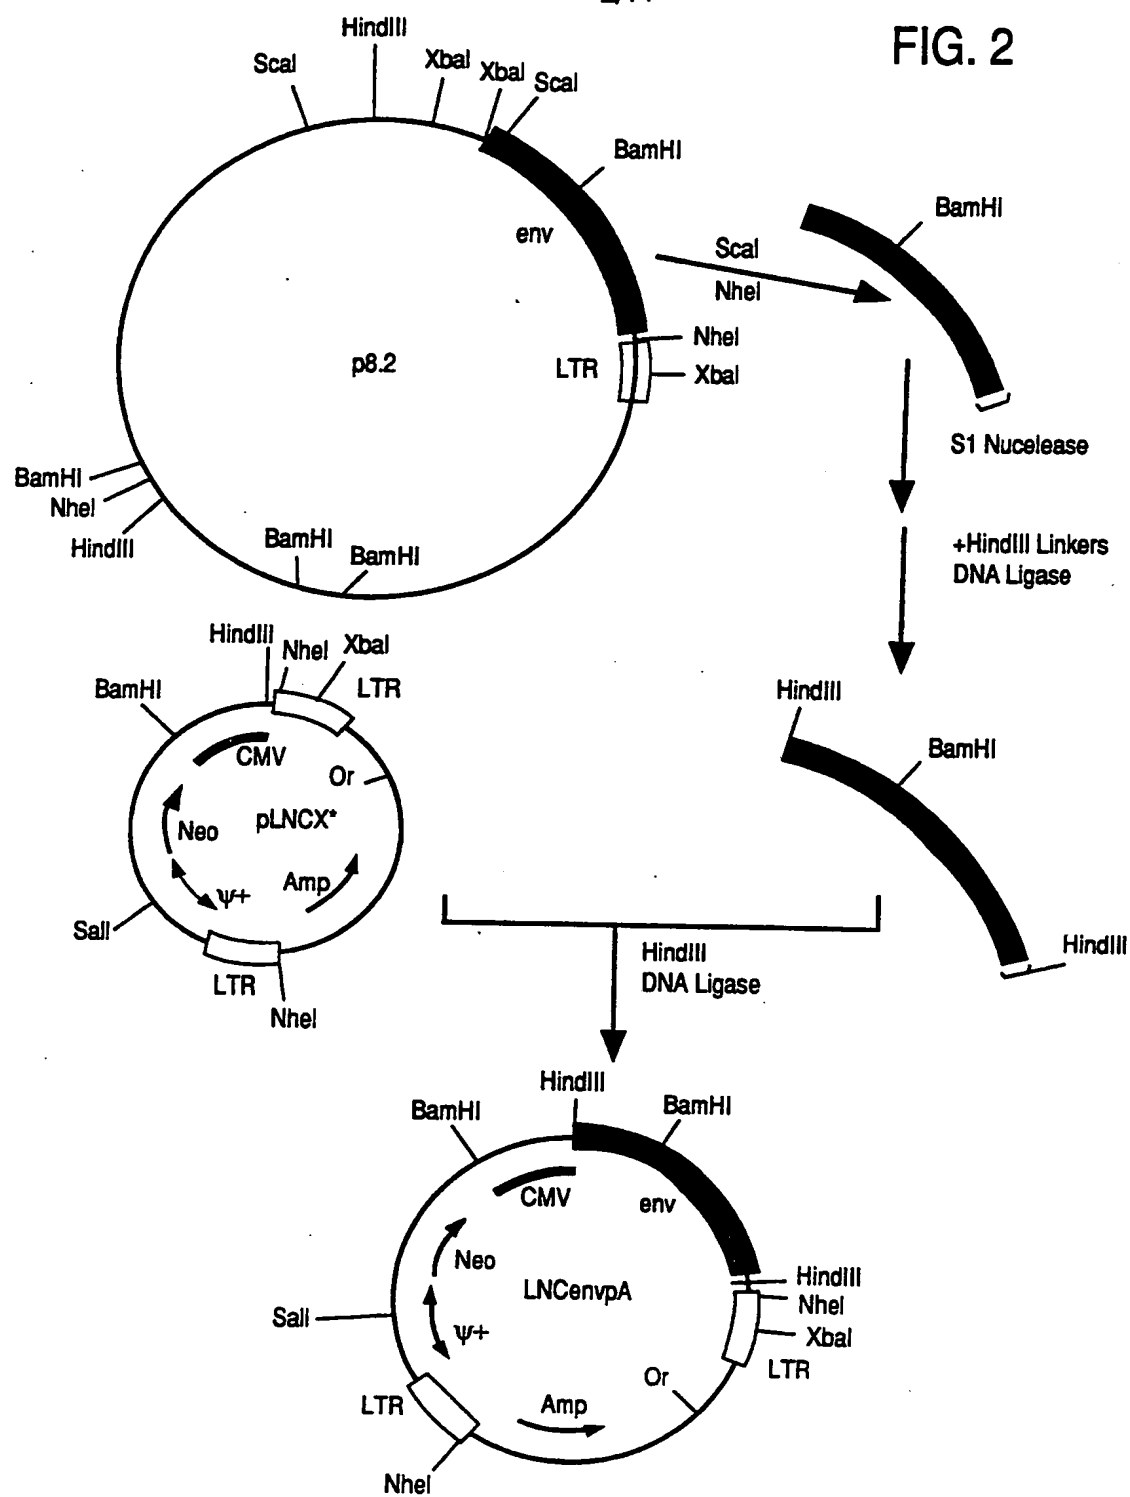 FIG. 2
HindIII
ScaI
XbaI
XbaI
ScaI
BamHI
env
p8.2
NheI
LTR
XbaI
BamHI
NheI
HindIII
BamHI
BamHI
ScaI
NheI
BamHI
S1 Nucelease
+HindIII Linkers
DNA Ligase
HindIII
BamHI
HindIII
HindIII
NheI
XbaI
LTR
BamHI
CMV
Or
Neo
pLNCX*
Amp
ψ+
SalI
LTR
NheI
HindIII
DNA Ligase
HindIII
BamHI
BamHI
CMV
env
Neo
LNCenvpA
HindIII
NheI
SalI
XbaI
ψ+
LTR
Or
LTR
Amp
NheI